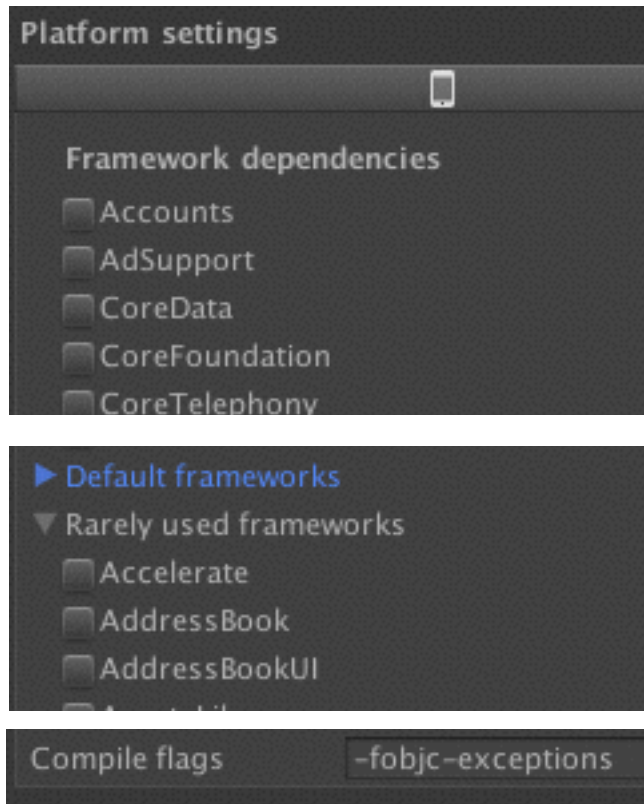 Platform settings
Framework dependencies
Accounts
AdSupport
CoreData
CoreFoundation
CoreTelephony
Default frameworks
Rarely used frameworks
Accelerate
AddressBook
AddressBookUI
Compile flags -fobjc-exceptions